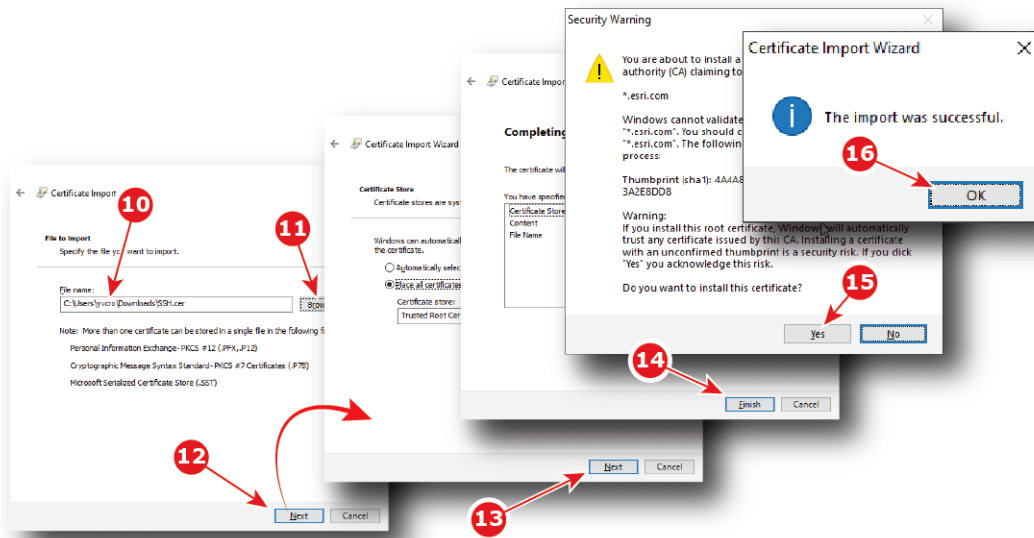 Certificate Import
File to Import
Specify the file you want to import.
File name:
C:\Users\yvcro\Downloads\SSH.cer
Note: More than one certificate can be stored in a single file in the following
Personal Information Exchange- PKCS #12 (.PFX,.P12)
Cryptographic Message Syntax Standard- PKCS #7 Certificates (.P7B)
Microsoft Serialized Certificate Store (.SST)
Next
Cancel
10
11
12
Certificate Import Wizard
Certificate Store
Certificate stores are
Windows can automatical
the certificate.
Automatically selec
Place all certificates
Certificate store:
Trusted Root Cer
Next
Cancel
13
Certificate Impor
Completing
The certificate will
You have specified
Certificate Store
Content
File Name
Finish
Cancel
14
Security Warning
You are about to install a
authority (CA) claiming to
*.esri.com
Windows cannot validate
"*.esri.com". You should c
"*.esri.com". The following
process:
Thumbprint (sha1): 4A4A8
3A2E8DD8
Warning:
If you install this root certificate, Windows will automatically
trust any certificate issued by this CA. Installing a certificate
with an unconfirmed thumbprint is a security risk. If you click
"Yes" you acknowledge this risk.
Do you want to install this certificate?
Yes
No
15
Certificate Import Wizard
The import was successful.
OK
16